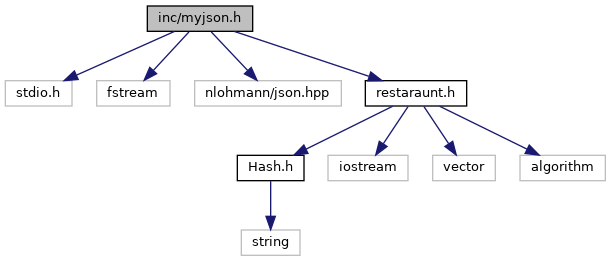 inc/myjson.h
stdio.h
fstream
nlohmann/json.hpp
restaraunt.h
Hash.h
iostream
vector
algorithm
string